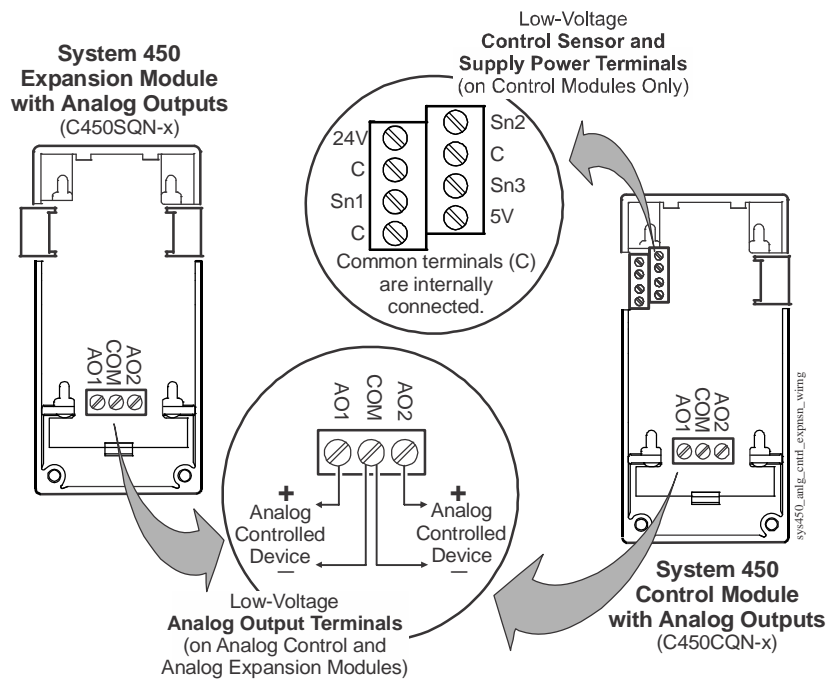 System 450
Expansion Module
with Analog Outputs
(C450SQN-x)
Low-Voltage
Control Sensor and
Supply Power Terminals
(on Control Modules Only)
24V
C
Sn1
C
Sn2
C
Sn3
5V
Common terminals (C)
are internally
connected.
AO1
COM
AO2
AO1
COM
AO2
+
Analog
Controlled
Device
–
+
Analog
Controlled
Device
–
Low-Voltage
Analog Output Terminals
(on Analog Control and
Analog Expansion Modules)
AO1
COM
AO2
System 450
Control Module
with Analog Outputs
(C450CQN-x)
sys450_anlg_cntrl_expnsn_wirng